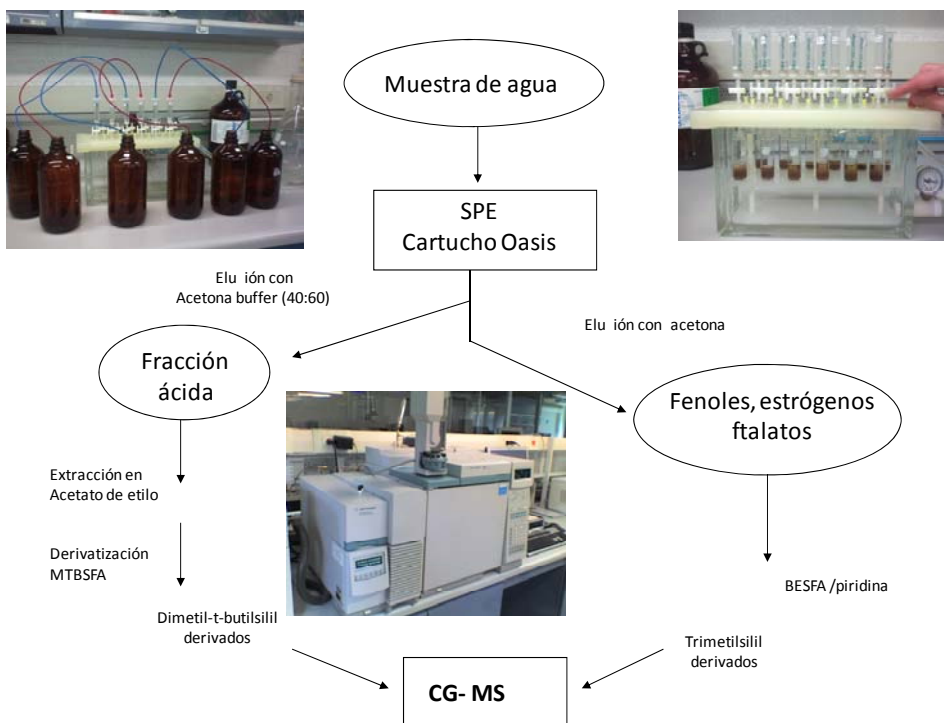 Muestra de agua
SPE
Cartucho Oasis
Elu ión con
Acetona buffer (40:60)
Elu ión con acetona
Fracción
ácida
Fenoles, estrógenos
ftalatos
Extracción en
Acetato de etilo
Derivatización
MTBSFA
BESFA /piridina
Dimetil-t-butilsilil
derivados
Trimetilsilil
derivados
CG- MS